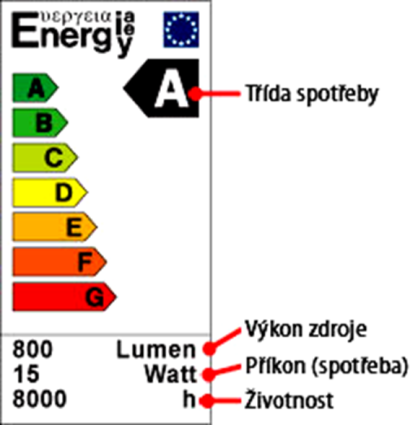 Ενεργεια
Energ ia ie y
A
A
Třída spotřeby
B
C
D
E
F
G
Výkon zdroje
800 Lumen
Příkon (spotřeba)
15 Watt
8000 h
Životnost